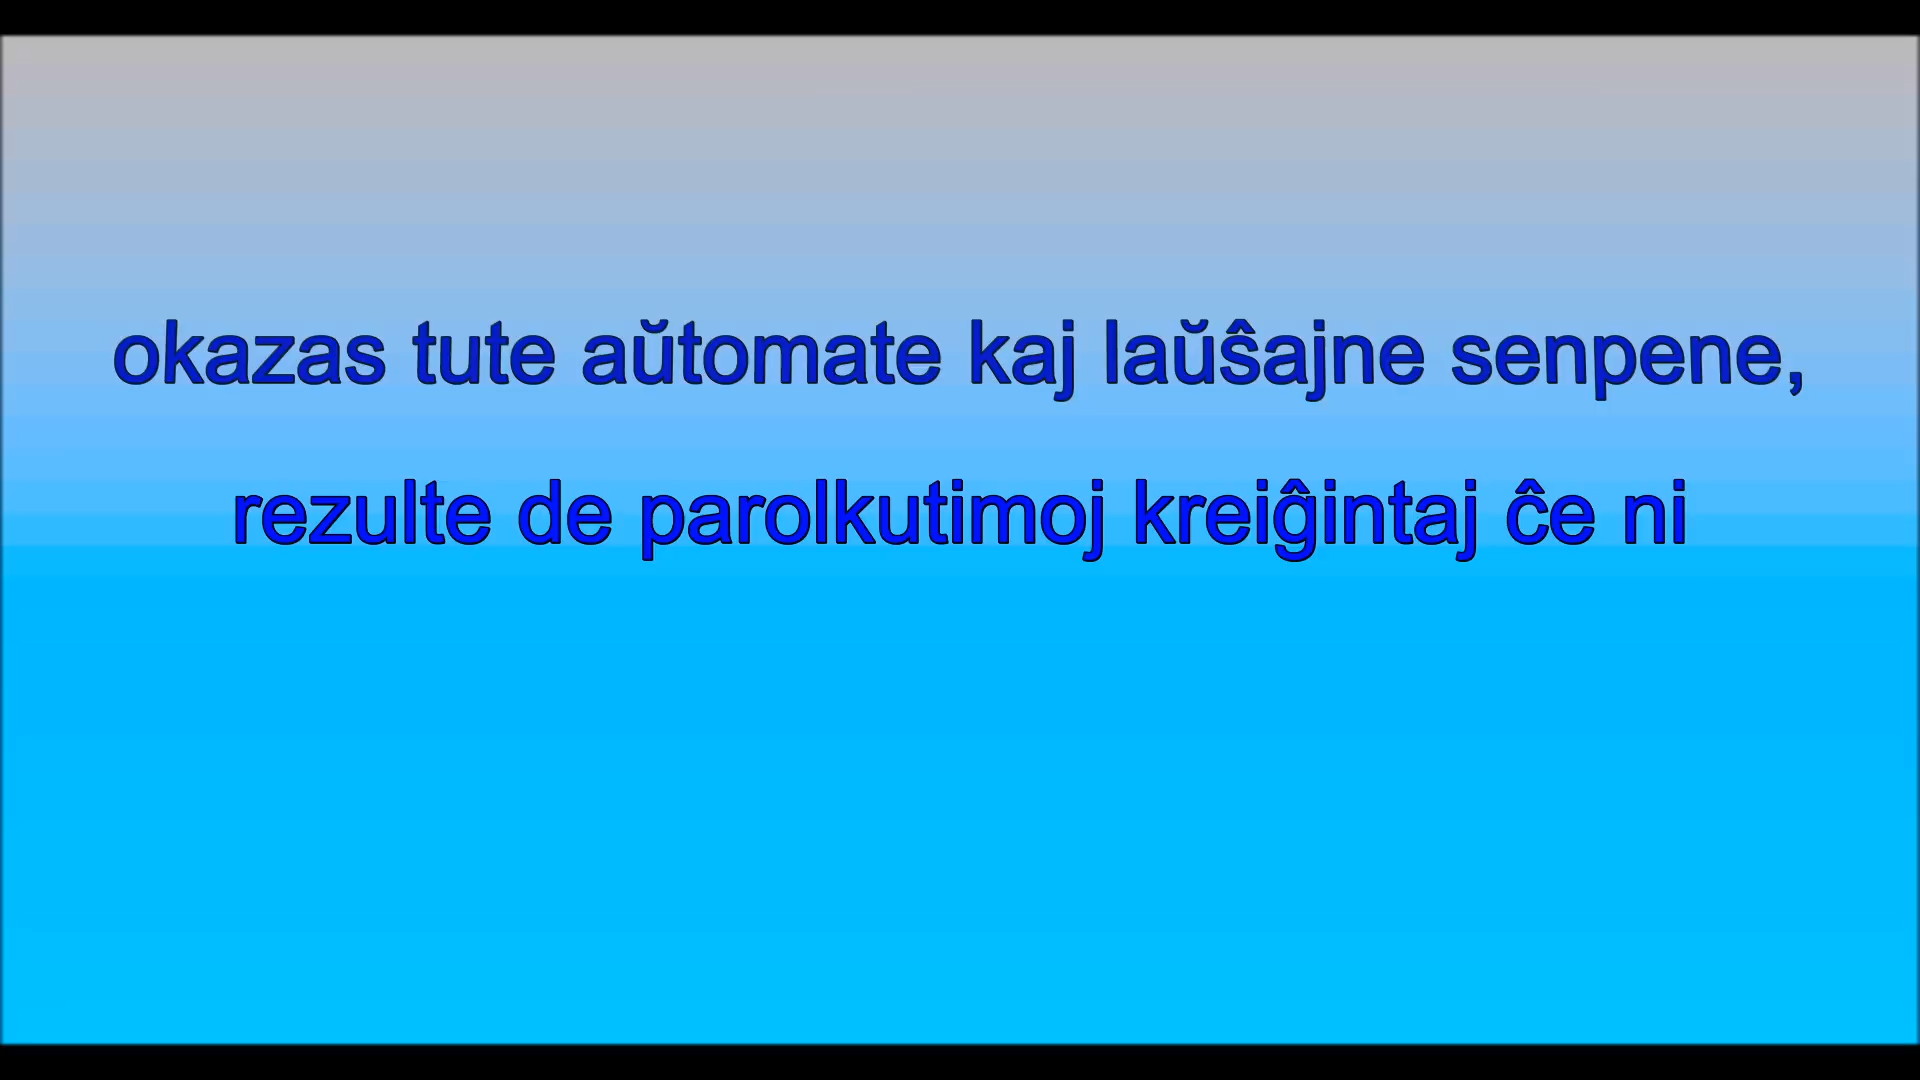 okazas tute aŭtomate kaj laŭŝajne senpene,
rezulte de parolkutimoj kreiĝintaj ĉe ni